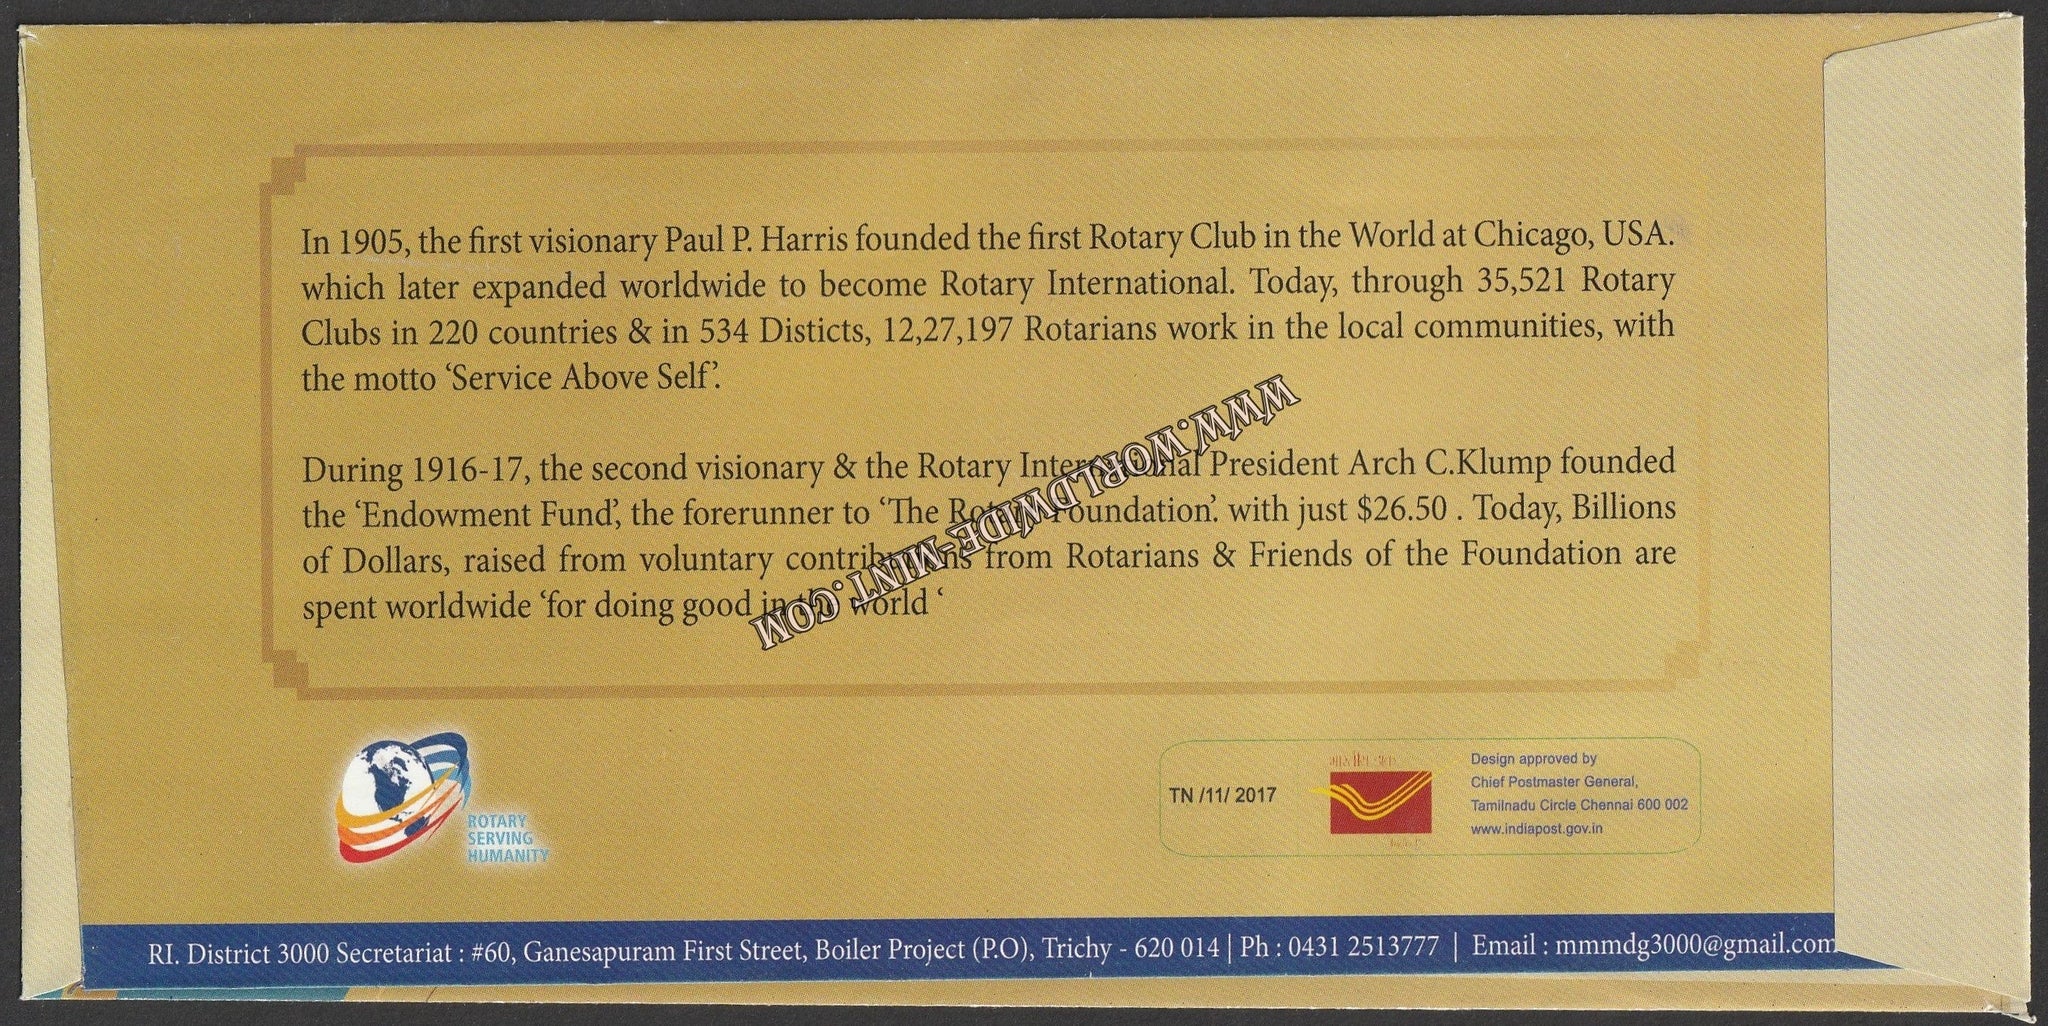 In 1905, the first visionary Paul P. Harris founded the first Rotary Club in the World at Chicago, USA.
which later expanded worldwide to become Rotary International. Today, through 35,521 Rotary
Clubs in 220 countries & in 534 Disticts, 12,27,197 Rotarians work in the local communities, with
the motto ‘Service Above Self’.
During 1916-17, the second visionary & the Rotary International President Arch C.Klump founded
the ‘Endowment Fund’, the forerunner to ‘The Rotary Foundation’. with just $26.50 . Today, Billions
of Dollars, raised from voluntary contributions from Rotarians & Friends of the Foundation are
spent worldwide ‘for doing good in the world ‘
WWW.WORLDWIDE-MINT.COM
ROTARY
SERVING
HUMANITY
TN /11/ 2017
Design approved by
Chief Postmaster General,
Tamilnadu Circle Chennai 600 002
www.indiapost.gov.in
RI. District 3000 Secretariat : #60, Ganesapuram First Street, Boiler Project (P.O), Trichy - 620 014 | Ph : 0431 2513777 | Email : mmmdg3000@gmail.com